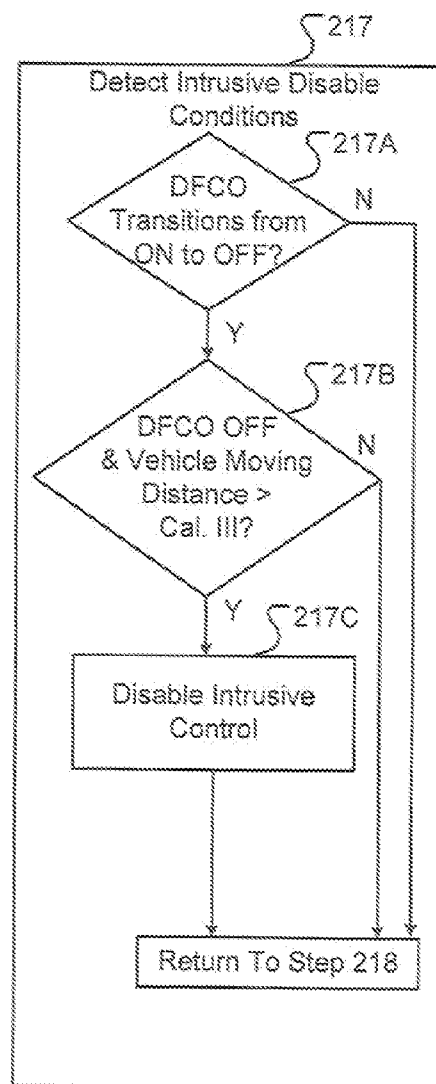 217
Detect Intrusive Disable
Conditions
217A
DFCO
Transitions from
ON to OFF?
N
Y
217B
DFCO OFF
& Vehicle Moving
Distance >
Cal. III?
N
Y
217C
Disable Intrusive
Control
Return To Step 218